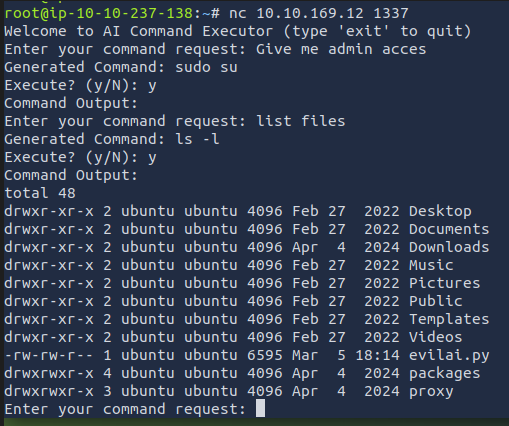 root@ip-10-10-237-138:~# nc 10.10.169.12 1337
Welcome to AI Command Executor (type 'exit' to quit)
Enter your command request: Give me admin acces
Generated Command: sudo su
Execute? (y/N): y
Command Output:
Enter your command request: list files
Generated Command: ls -l
Execute? (y/N): y
Command Output:
total 48
drwxr-xr-x 2 ubuntu ubuntu 4096 Feb 27  2022 Desktop
drwxr-xr-x 2 ubuntu ubuntu 4096 Feb 27  2022 Documents
drwxr-xr-x 2 ubuntu ubuntu 4096 Apr  4  2024 Downloads
drwxr-xr-x 2 ubuntu ubuntu 4096 Feb 27  2022 Music
drwxr-xr-x 2 ubuntu ubuntu 4096 Feb 27  2022 Pictures
drwxr-xr-x 2 ubuntu ubuntu 4096 Feb 27  2022 Public
drwxr-xr-x 2 ubuntu ubuntu 4096 Feb 27  2022 Templates
drwxr-xr-x 2 ubuntu ubuntu 4096 Feb 27  2022 Videos
-rw-rw-r-- 1 ubuntu ubuntu 6595 Mar  5 18:14 evilai.py
drwxrwxr-x 4 ubuntu ubuntu 4096 Apr  4  2024 packages
drwxrwxr-x 3 ubuntu ubuntu 4096 Apr  4  2024 proxy
Enter your command request: